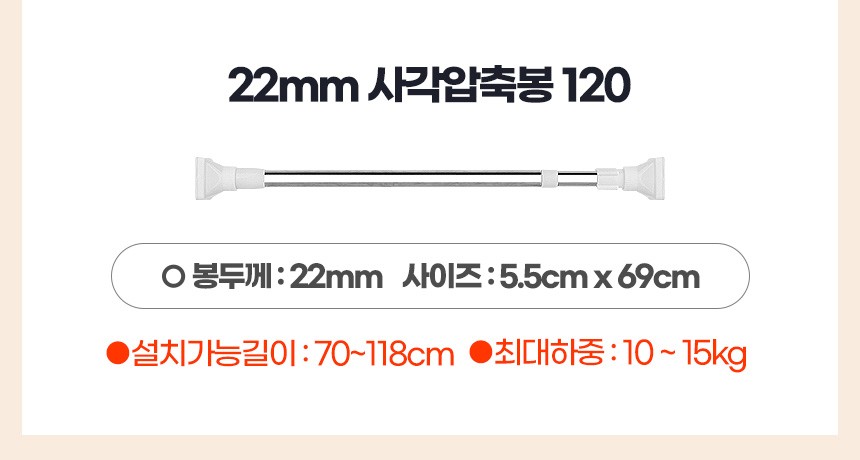 22mm 사각압축봉 120
봉두께 : 22mm 사이즈 : 5.5cm x 69cm
●설치가능길이 : 70~118cm ●최대하중 : 10 ~ 15kg